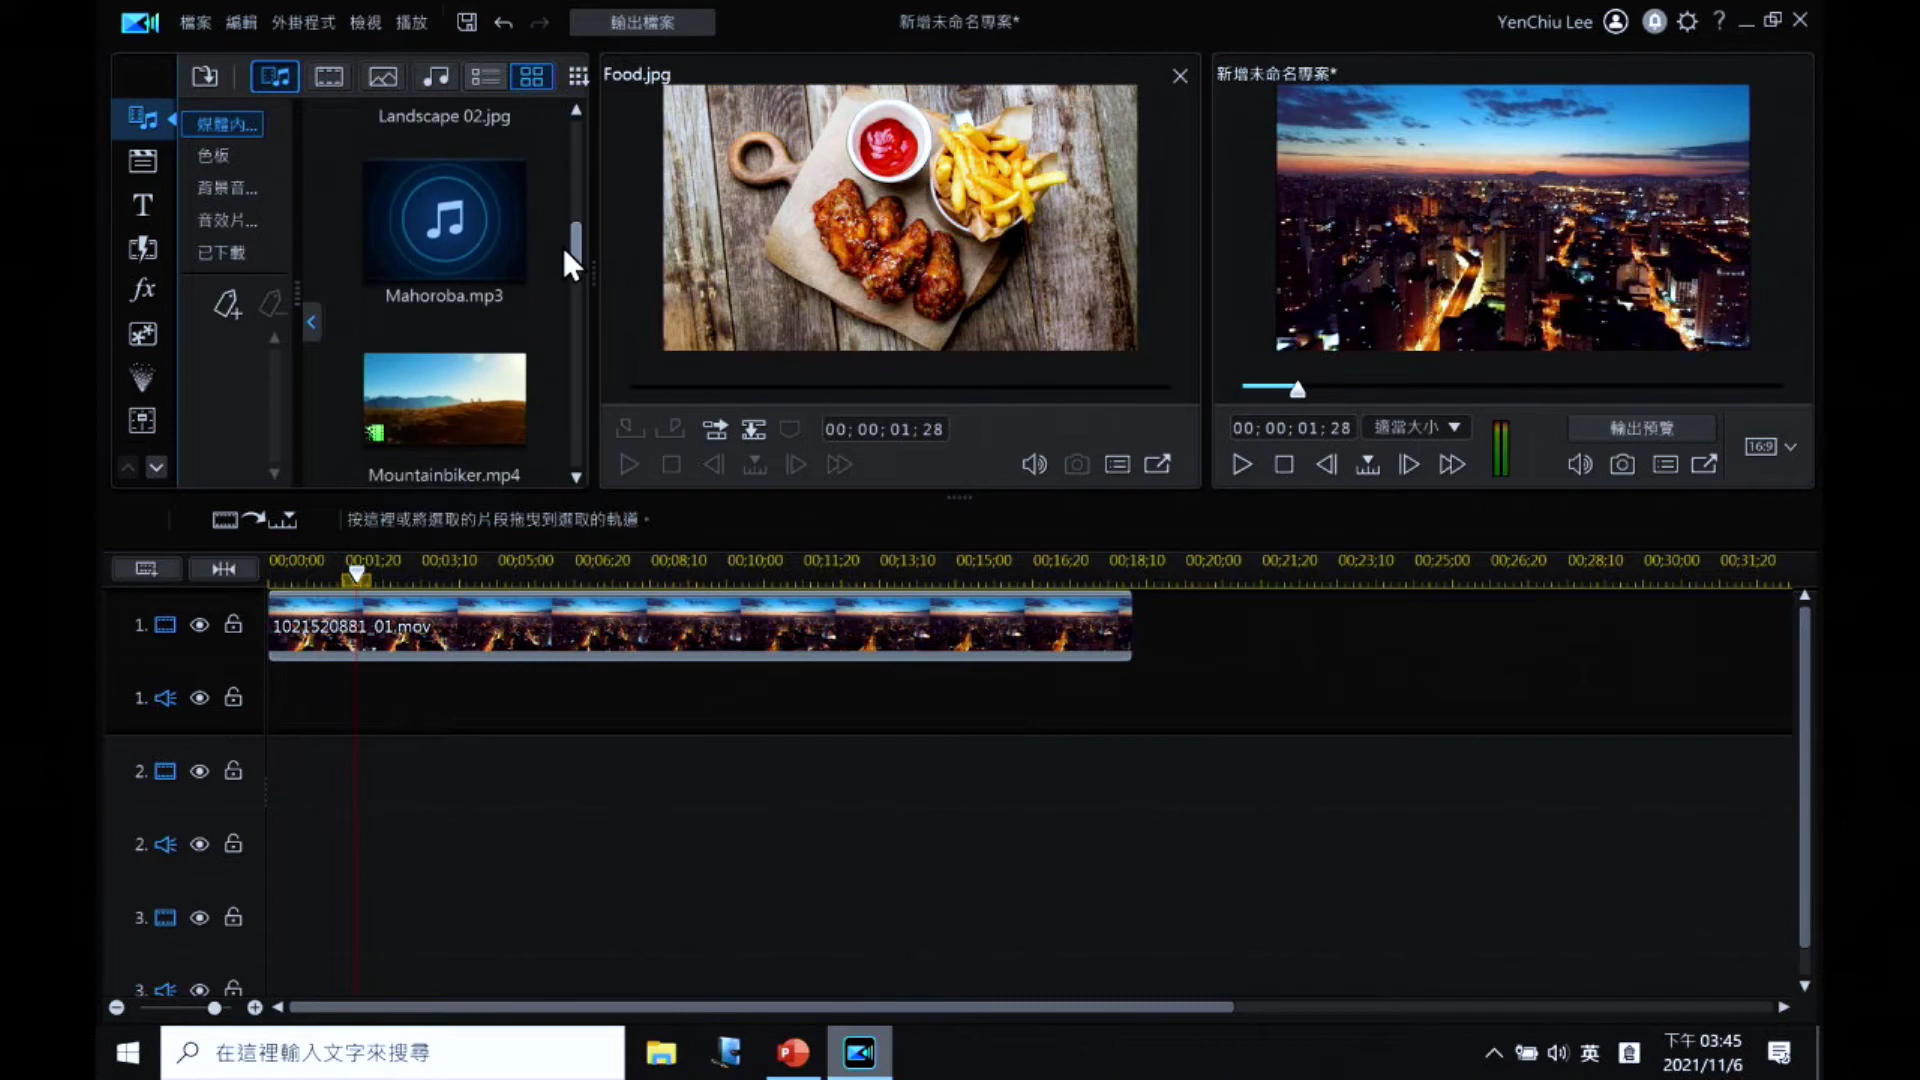 檔案 編輯 外掛程式 檢視 播放 輸出檔案 新增未命名專案* YenChiu Lee ?
Food.jpg
新增未命名專案*
媒體內...
色板
背景音...
音效片...
已下載
T
fx
Landscape 02.jpg
Mahoroba.mp3
Mountainbiker.mp4
00;00;01;28
00;00;01;28 適當大小 輸出預覽
16:9
按這裡或將選取的片段拖曳到選取的軌道。
00;00;00 00;01;20 00;03;10 00;05;00 00;06;20 00;08;10 00;10;00 00;11;20 00;13;10 00;15;00 00;16;20 00;18;10 00;20;00 00;21;20 00;23;10 00;25;00 00;26;20 00;28;10 00;30;00 00;31;20
1.
1021520881_01.mov
1.
2.
2.
3.
3.
在這裡輸入文字來搜尋
P
英
下午 03:45
2021/11/6